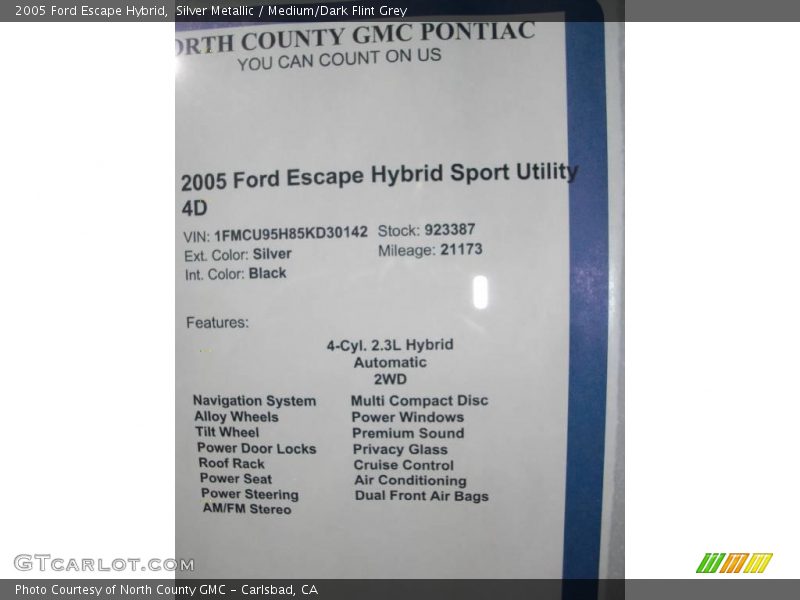 2005 Ford Escape Hybrid, Silver Metallic / Medium/Dark Flint Grey
ORTH COUNTY GMC PONTIAC
YOU CAN COUNT ON US
2005 Ford Escape Hybrid Sport Utility
4D
VIN: 1FMCU95H85KD30142 Stock: 923387
Ext. Color: Silver Mileage: 21173
Int. Color: Black
Features:
4-Cyl. 2.3L Hybrid
Automatic
2WD
Navigation System Multi Compact Disc
Alloy Wheels Power Windows
Tilt Wheel Premium Sound
Power Door Locks Privacy Glass
Roof Rack Cruise Control
Power Seat Air Conditioning
Power Steering Dual Front Air Bags
AM/FM Stereo
GTcarlot.com
Photo Courtesy of North County GMC - Carlsbad, CA